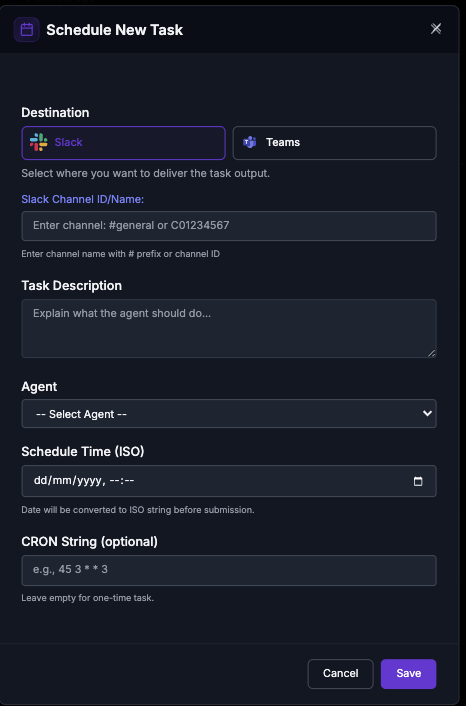 Schedule New Task
Destination
Slack
Teams
Select where you want to deliver the task output.
Slack Channel ID/Name:
Enter channel: #general or C01234567
Enter channel name with # prefix or channel ID
Task Description
Explain what the agent should do...
Agent
-- Select Agent --
Schedule Time (ISO)
dd/mm/yyyy, --:--
Date will be converted to ISO string before submission.
CRON String (optional)
e.g., 45 3 * * 3
Leave empty for one-time task.
Cancel
Save